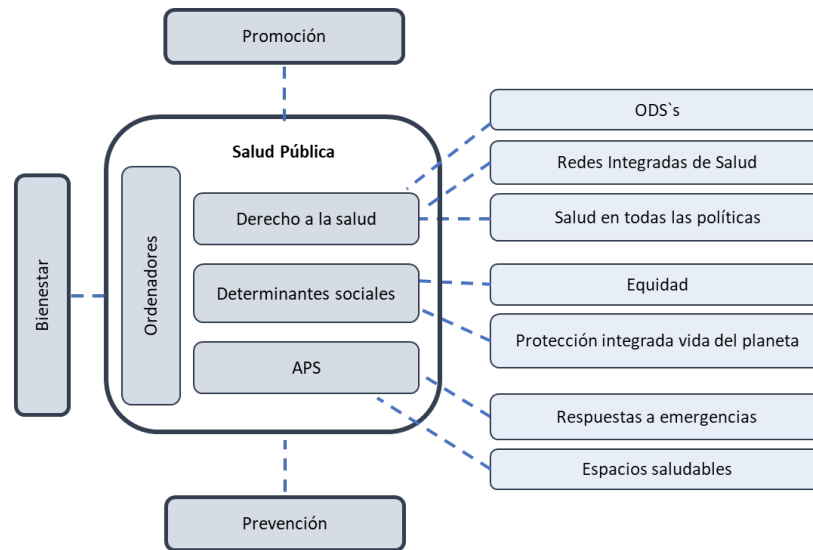 Promoción
Salud Pública
Bienestar
Ordenadores
Derecho a la salud
Determinantes sociales
APS
Prevención
ODS`s
Redes Integradas de Salud
Salud en todas las políticas
Equidad
Protección integrada vida del planeta
Respuestas a emergencias
Espacios saludables